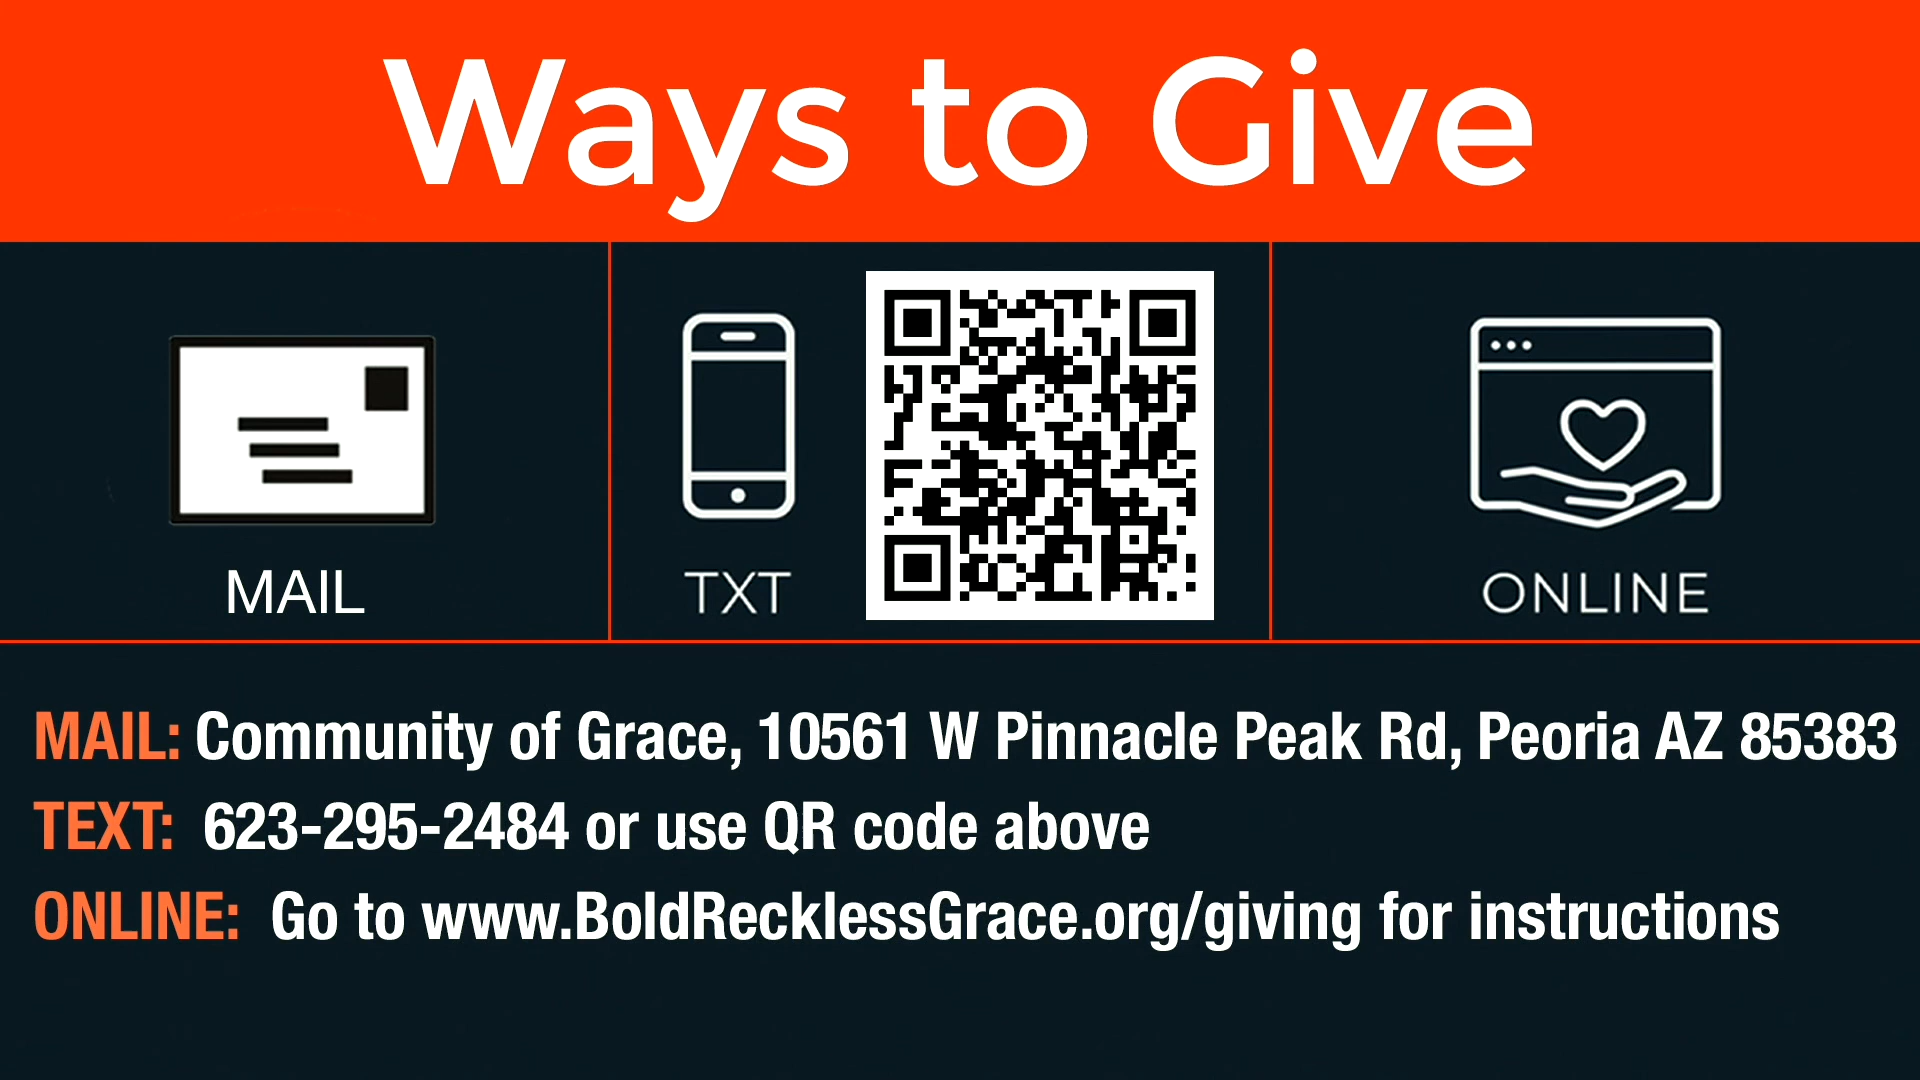 Ways to Give
MAIL
TXT
ONLINE
MAIL: Community of Grace, 10561 W Pinnacle Peak Rd, Peoria AZ 85383
TEXT: 623-295-2484 or use QR code above
ONLINE: Go to www.BoldRecklessGrace.org/giving for instructions